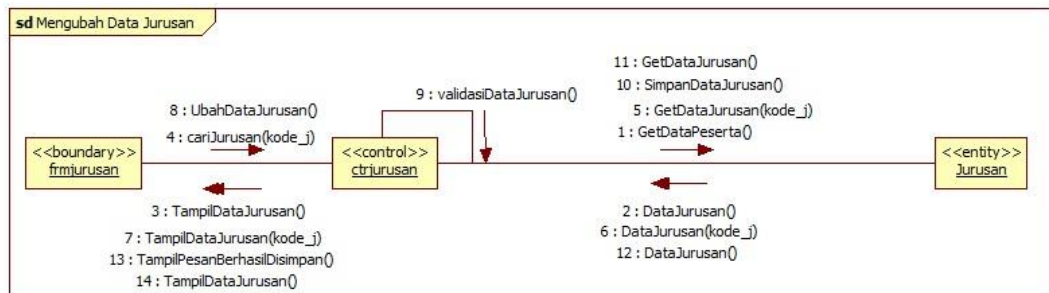 sd Mengubah Data Jurusan
11 : GetDataJurusan()
10 : SimpanDataJurusan()
5 : GetDataJurusan(kode_j)
1 : GetDataPeserta()
9 : validasiDataJurusan()
8 : UbahDataJurusan()
4 : cariJurusan(kode_j)
<<boundary>>
frmjurusan
<<control>>
ctrjurusan
<<entity>>
Jurusan
3 : TampilDataJurusan()
7 : TampilDataJurusan(kode_j)
13 : TampilPesanBerhasilDisimpan()
14 : TampilDataJurusan()
2 : DataJurusan()
6 : DataJurusan(kode_j)
12 : DataJurusan()